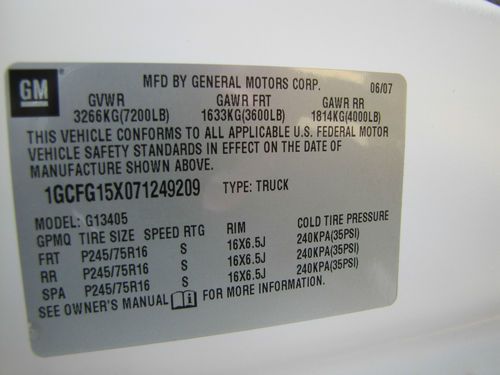 GM
MFD BY GENERAL MOTORS CORP. 06/07
GVWR GAWR FRT GAWR RR
3266KG(7200LB) 1633KG(3600LB) 1814KG(4000LB)
THIS VEHICLE CONFORMS TO ALL APPLICABLE U.S. FEDERAL MOTOR
VEHICLE SAFETY STANDARDS IN EFFECT ON THE DATE OF
MANUFACTURE SHOWN ABOVE.
1GCFG15X071249209 TYPE: TRUCK
MODEL: G13405
GPMQ TIRE SIZE SPEED RTG RIM COLD TIRE PRESSURE
FRT P245/75R16 S 16X6.5J 240KPA(35PSI)
RR P245/75R16 S 16X6.5J 240KPA(35PSI)
SPA P245/75R16 S 16X6.5J 240KPA(35PSI)
SEE OWNER'S MANUAL FOR MORE INFORMATION.